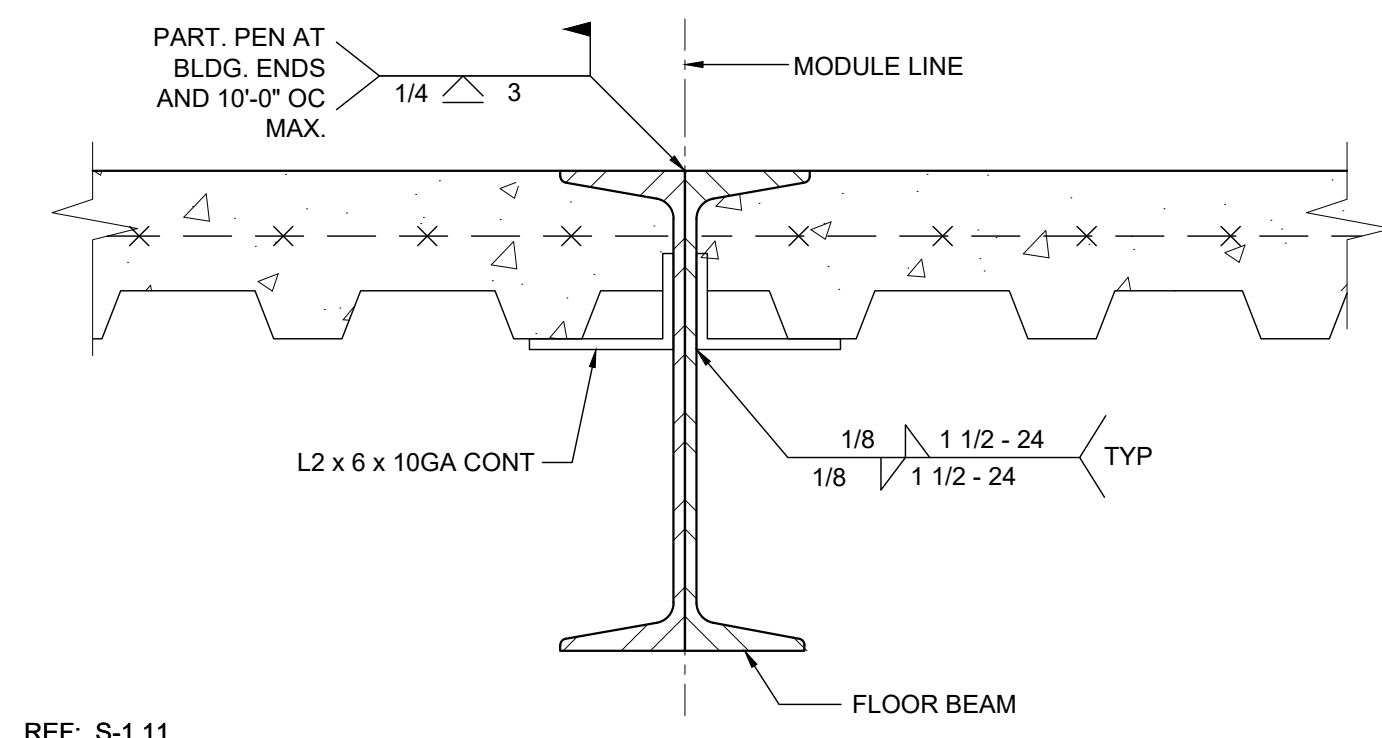 PART. PEN AT
BLDG. ENDS
AND 10'-0" OC
MAX.
1/4 3
MODULE LINE
L2 x 6 x 10GA CONT
1/8 1 1/2 - 24
1/8 1 1/2 - 24
TYP
FLOOR BEAM
REF: S-1.11